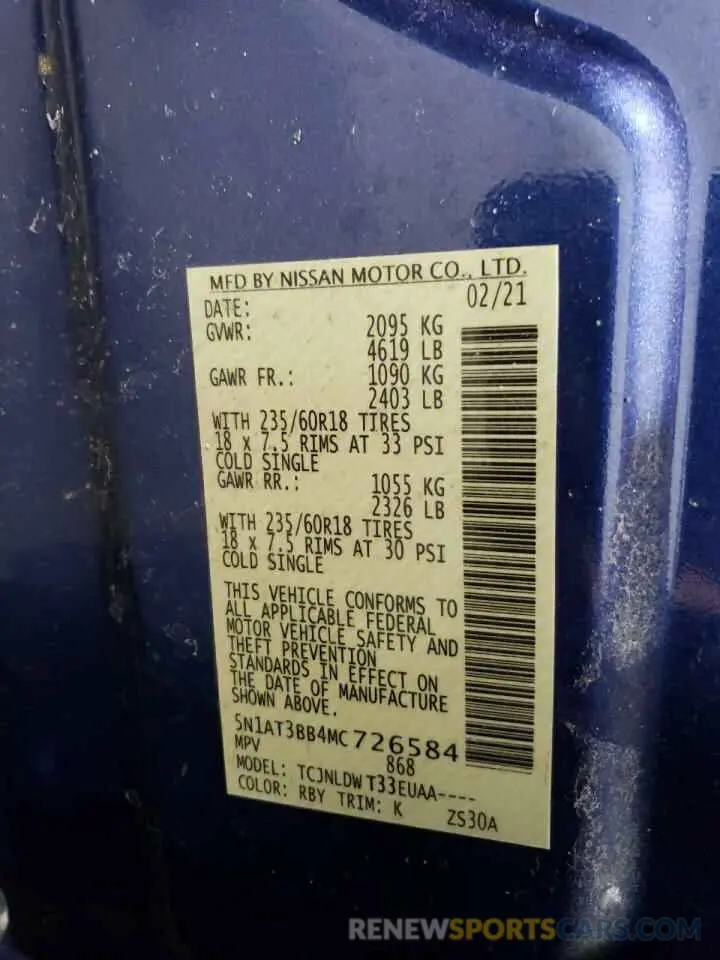 MFD BY NISSAN MOTOR CO., LTD.
DATE: 02/21
GVWR: 2095 KG
4619 LB
GAWR FR.: 1090 KG
2403 LB
WITH 235/60R18 TIRES
18 x 7.5 RIMS AT 33 PSI
COLD SINGLE
GAWR RR.: 1055 KG
2326 LB
WITH 235/60R18 TIRES
18 x 7.5 RIMS AT 30 PSI
COLD SINGLE
THIS VEHICLE CONFORMS TO
ALL APPLICABLE FEDERAL
MOTOR VEHICLE SAFETY AND
THEFT PREVENTION
STANDARDS IN EFFECT ON
THE DATE OF MANUFACTURE
SHOWN ABOVE.
5N1AT3BB4MC726584
MPV 868
MODEL: TCJNLDW T33EUAA----
COLOR: RBY TRIM: K ZS30A
RENEWSPORTSCARS.COM